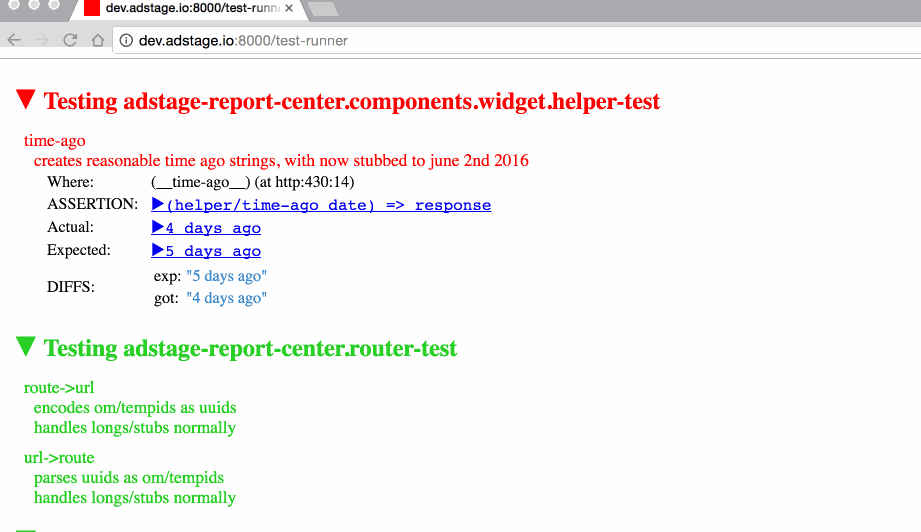 dev.adstage.io:8000/test-runn
dev.adstage.io:8000/test-runner
▼ Testing adstage-report-center.components.widget.helper-test
time-ago
creates reasonable time ago strings, with now stubbed to june 2nd 2016
Where: (__time-ago__) (at http:430:14)
ASSERTION: ▶(helper/time-ago date) => response
Actual: ▶4 days ago
Expected: ▶5 days ago
DIFFS: exp: "5 days ago"
got: "4 days ago"
▼ Testing adstage-report-center.router-test
route->url
encodes om/tempids as uuids
handles longs/stubs normally
url->route
parses uuids as om/tempids
handles longs/stubs normally